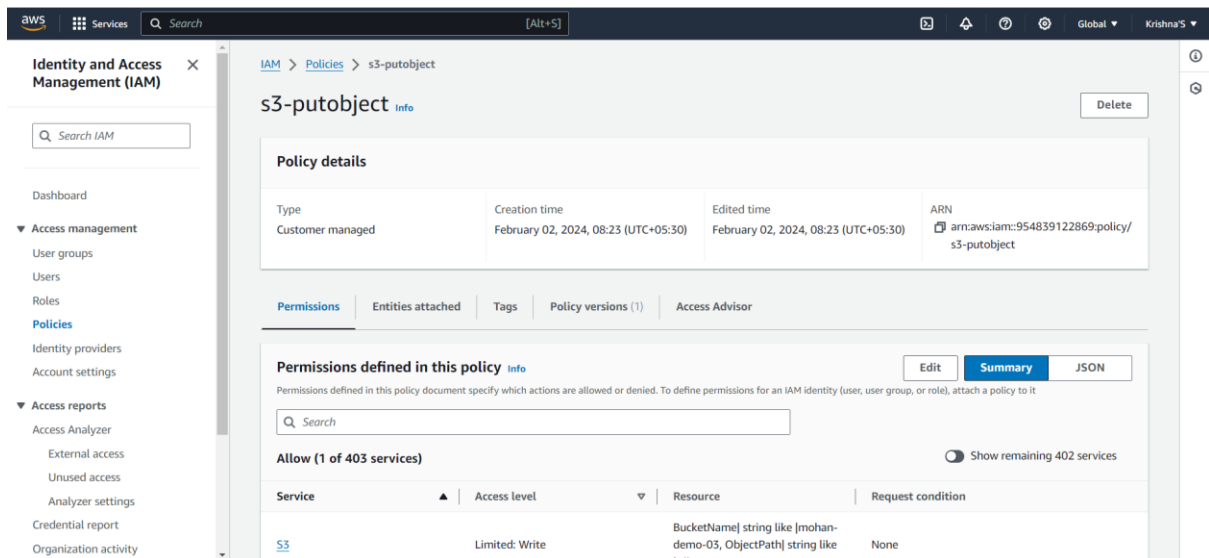 aws
Services
Search
[Alt+S]
Global
Krishna'S
Identity and Access
Management (IAM)
Search IAM
Dashboard
Access management
User groups
Users
Roles
Policies
Identity providers
Account settings
Access reports
Access Analyzer
External access
Unused access
Analyzer settings
Credential report
Organization activity
IAM > Policies > s3-putobject
s3-putobject Info
Delete
Policy details
Type
Customer managed
Creation time
February 02, 2024, 08:23 (UTC+05:30)
Edited time
February 02, 2024, 08:23 (UTC+05:30)
ARN
arn:aws:iam::954839122869:policy/
s3-putobject
Permissions
Entities attached
Tags
Policy versions (1)
Access Advisor
Permissions defined in this policy Info
Edit
Summary
JSON
Permissions defined in this policy document specify which actions are allowed or denied. To define permissions for an IAM identity (user, user group, or role), attach a policy to it
Search
Allow (1 of 403 services)
Show remaining 402 services
Service
Access level
Resource
Request condition
S3
Limited: Write
BucketName| string like |mohan-
demo-03, ObjectPath| string like
None